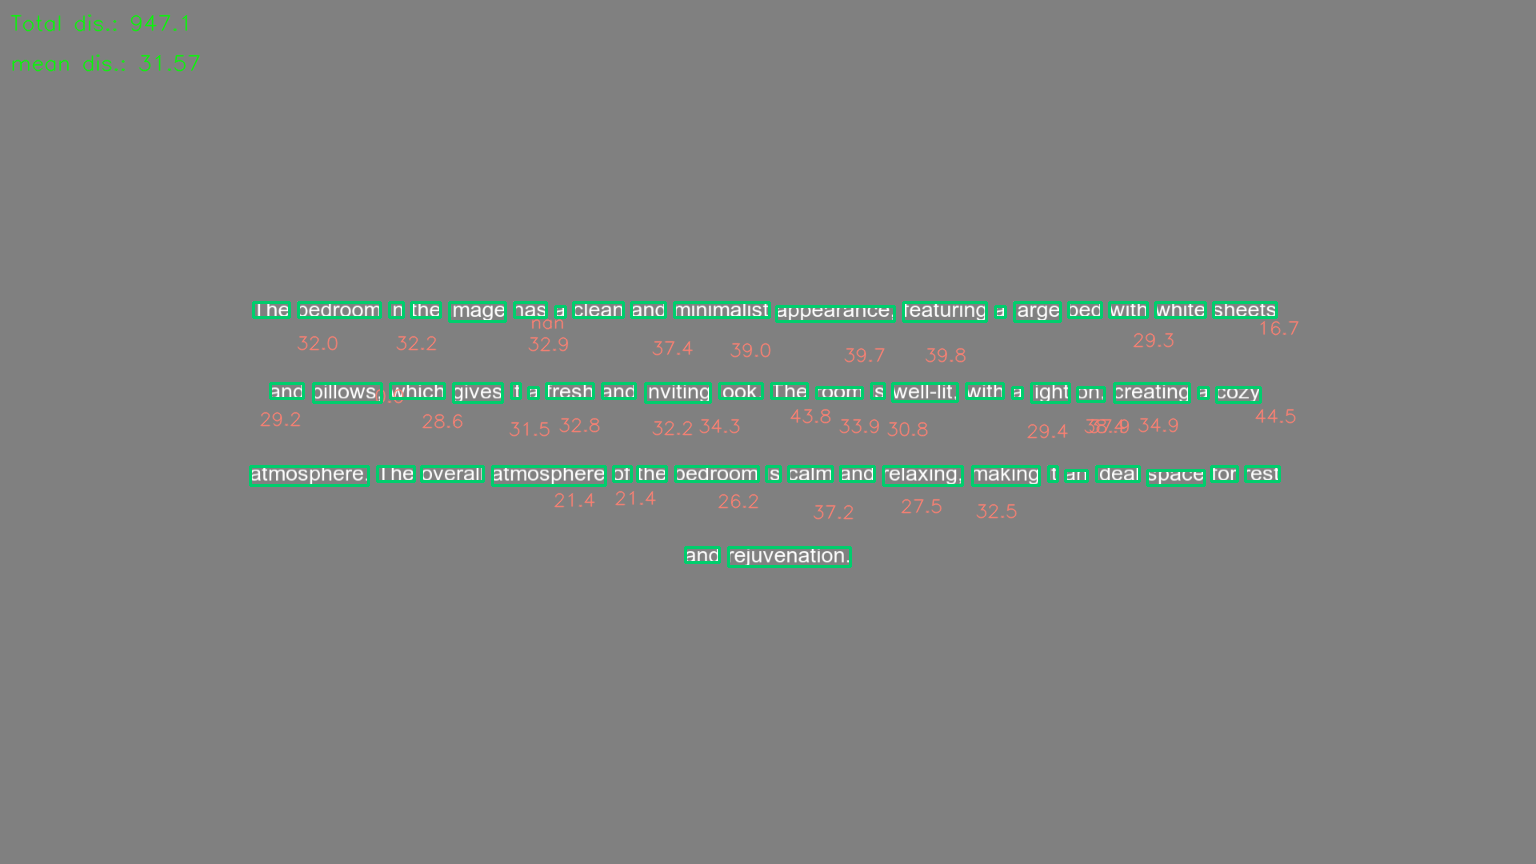 Total dis.: 947.1
mean dis.: 31.57
The bedroom in the image has a clean and minimalist appearance, featuring a large bed with white sheets
nan
32.0 32.2 32.9 37.4 39.0 39.7 39.8 29.3 16.7
and pillows, which gives it a fresh and inviting look. The room is well-lit, with a light on, creating a cozy
29.2 28.6 31.5 32.8 32.2 34.3 43.8 33.9 30.8 29.4 34.9 44.5
atmosphere. The overall atmosphere of the bedroom is calm and relaxing, making it an ideal space for rest
21.4 21.4 26.2 37.2 27.5 32.5
and rejuvenation.